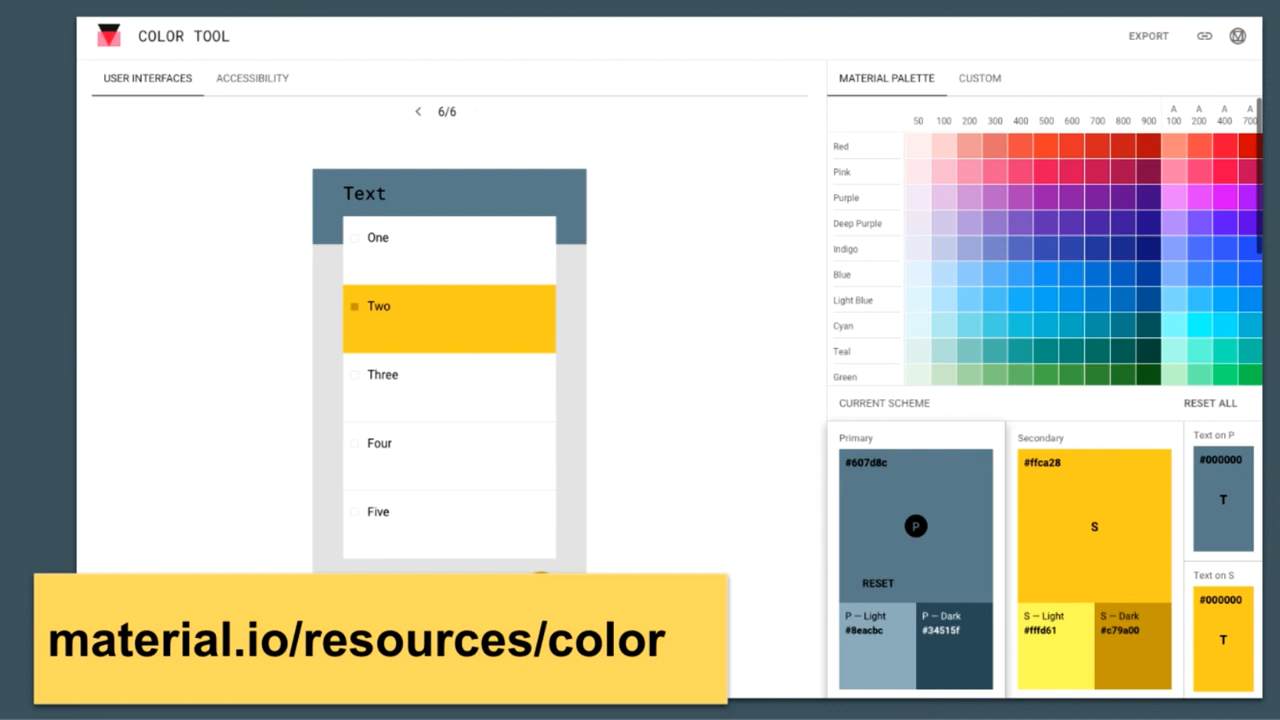 COLOR TOOL
EXPORT
USER INTERFACES ACCESSIBILITY
6/6
Text
One
Two
Three
Four
Five
MATERIAL PALETTE CUSTOM
A A A A
50 100 200 300 400 500 600 700 800 900 100 200 400 700
Red
Pink
Purple
Deep Purple
Indigo
Blue
Light Blue
Cyan
Teal
Green
CURRENT SCHEME RESET ALL
Primary
#607d8c
P
RESET
P — Light
#8eacbc
P — Dark
#34515f
Secondary
#ffca28
S
S — Light
#fffd61
S — Dark
#c79a00
Text on P
#000000
T
Text on S
#000000
T
material.io/resources/color